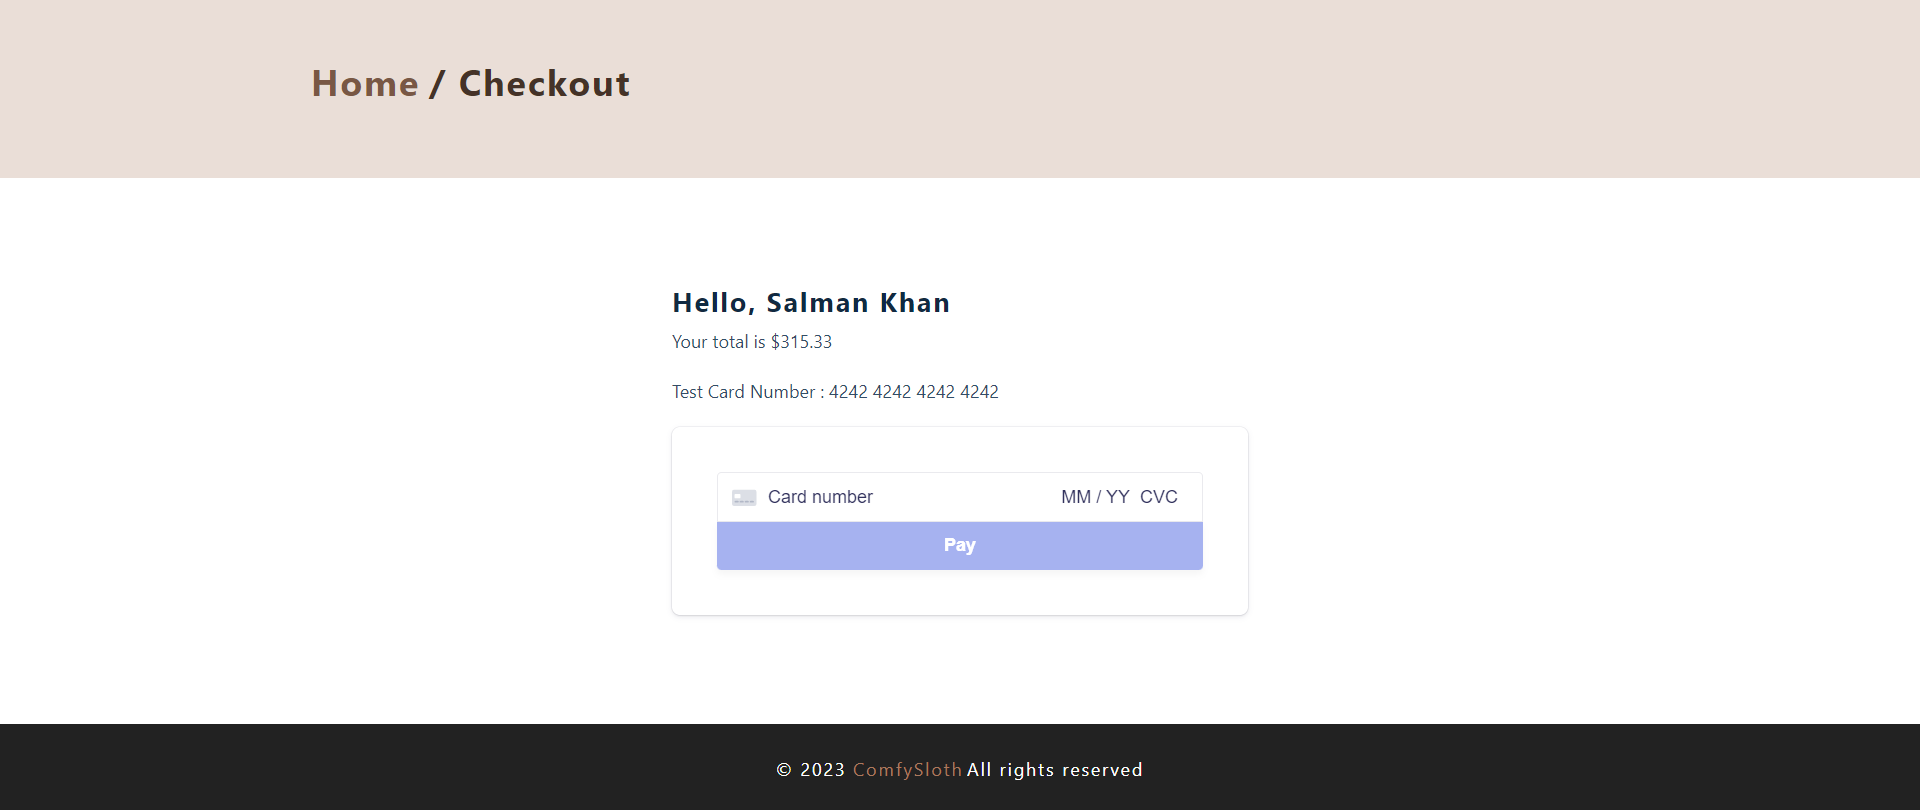 Home / Checkout
Hello, Salman Khan
Your total is $315.33
Test Card Number : 4242 4242 4242 4242
Card number MM / YY CVC
Pay
© 2023 ComfySloth All rights reserved